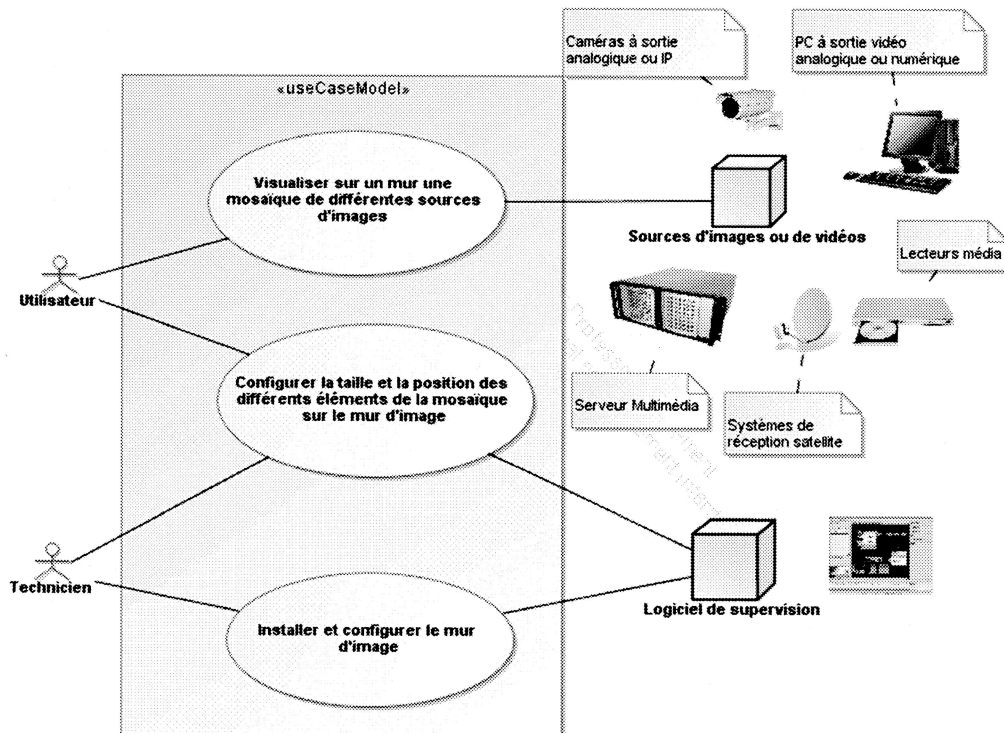 Caméras à sortie
analogique ou IP
PC à sortie vidéo
analogique ou numérique
«useCaseModel»
Visualiser sur un mur une
mosaïque de différentes sources
d'images
Sources d'images ou de vidéos
Lecteurs média
Utilisateur
Configurer la taille et la position des
différents éléments de la mosaïque
sur le mur d'image
Serveur Multimédia
Systèmes de
réception satellite
Technicien
Logiciel de supervision
Installer et configurer le mur
d'image